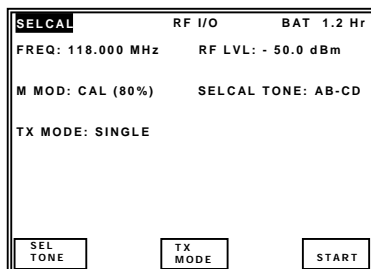 SELCAL RF I/O BAT 1.2 Hr
FREQ: 118.000 MHz RF LVL: - 50.0 dBm
M MOD: CAL (80%) SELCAL TONE: AB-CD
TX MODE: SINGLE
SEL TX
TONE MODE START